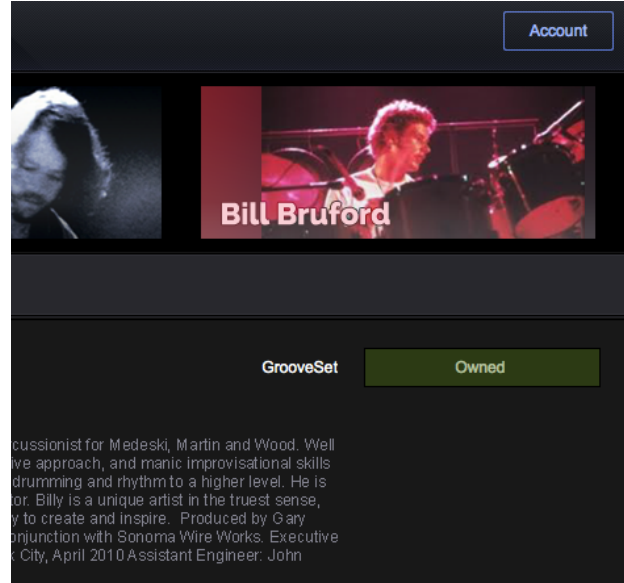 Account
Bill Bruford
GrooveSet
Owned
cussionist for Medeski, Martin and Wood. Well
ive approach, and manic improvisational skills
drumming and rhythm to a higher level. He is
tor. Billy is a unique artist in the truest sense,
y to create and inspire. Produced by Gary
onjunction with Sonoma Wire Works. Executive
City, April 2010 Assistant Engineer: John